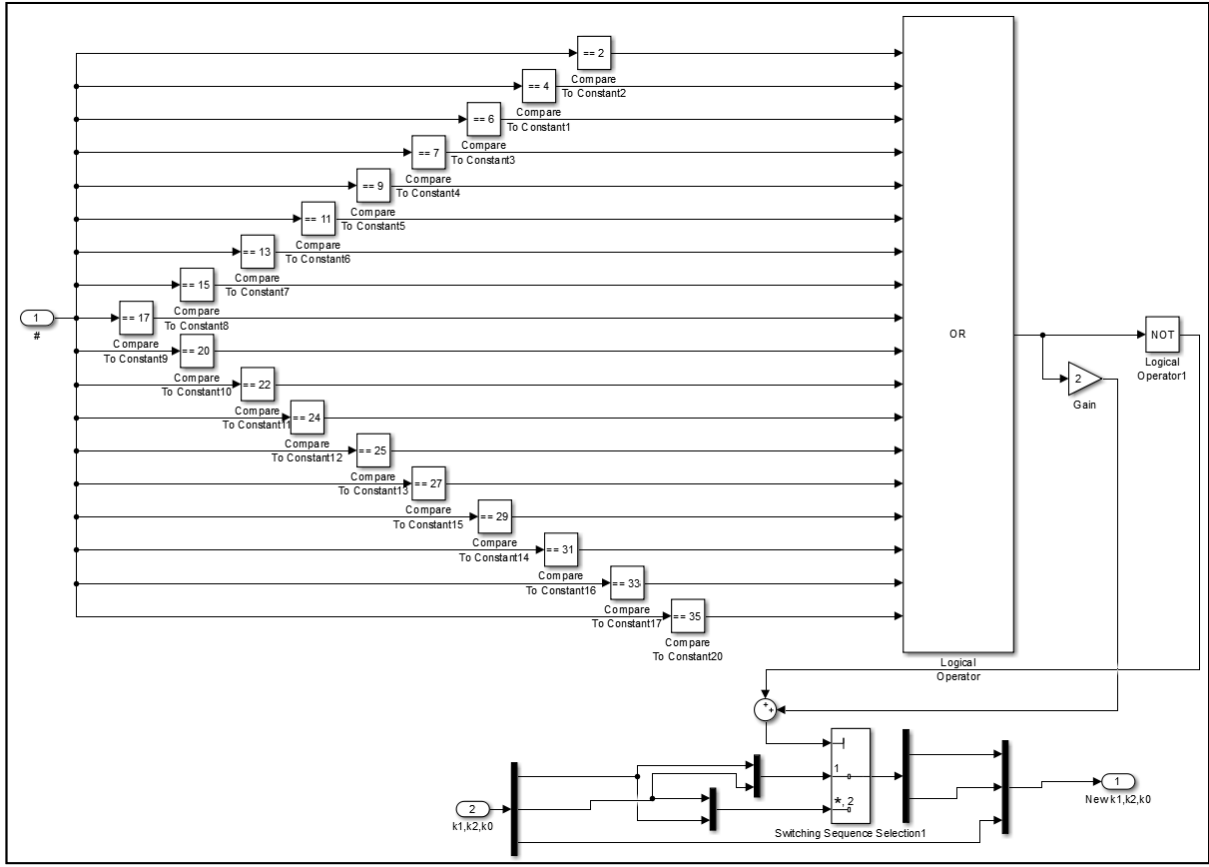 == 2
Compare
To Constant2
== 4
Compare
To Constant1
== 6
Compare
To Constant3
== 7
Compare
To Constant4
== 9
Compare
To Constant5
== 11
Compare
To Constant6
== 13
Compare
To Constant7
== 15
Compare
To Constant8
1
#
== 17
Compare
To Constant9
== 20
Compare
To Constant10
== 22
Compare
To Constant11
== 24
Compare
To Constant12
== 25
Compare
To Constant13
== 27
Compare
To Constant15
== 29
Compare
To Constant14
== 31
Compare
To Constant16
== 33
Compare
To Constant17
== 35
Compare
To Constant20
OR
Logical
Operator
NOT
Logical
Operator1
2
Gain
+
+
1
*, 2
Switching Sequence Selection1
2
k1,k2,k0
1
New k1,k2,k0